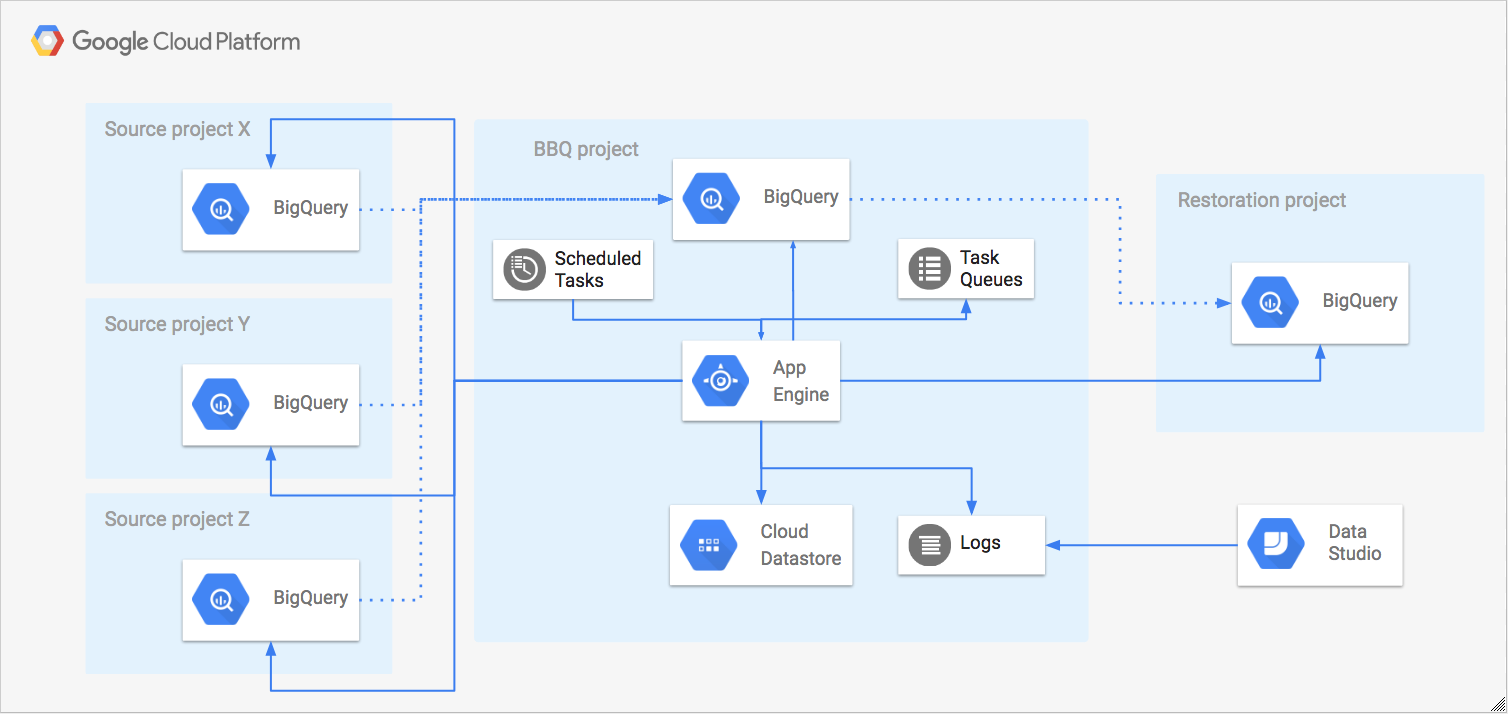 Google Cloud Platform
Source project X
BigQuery
Source project Y
BigQuery
Source project Z
BigQuery
BBQ project
BigQuery
Scheduled
Tasks
Task
Queues
App
Engine
Cloud
Datastore
Logs
Restoration project
BigQuery
Data
Studio